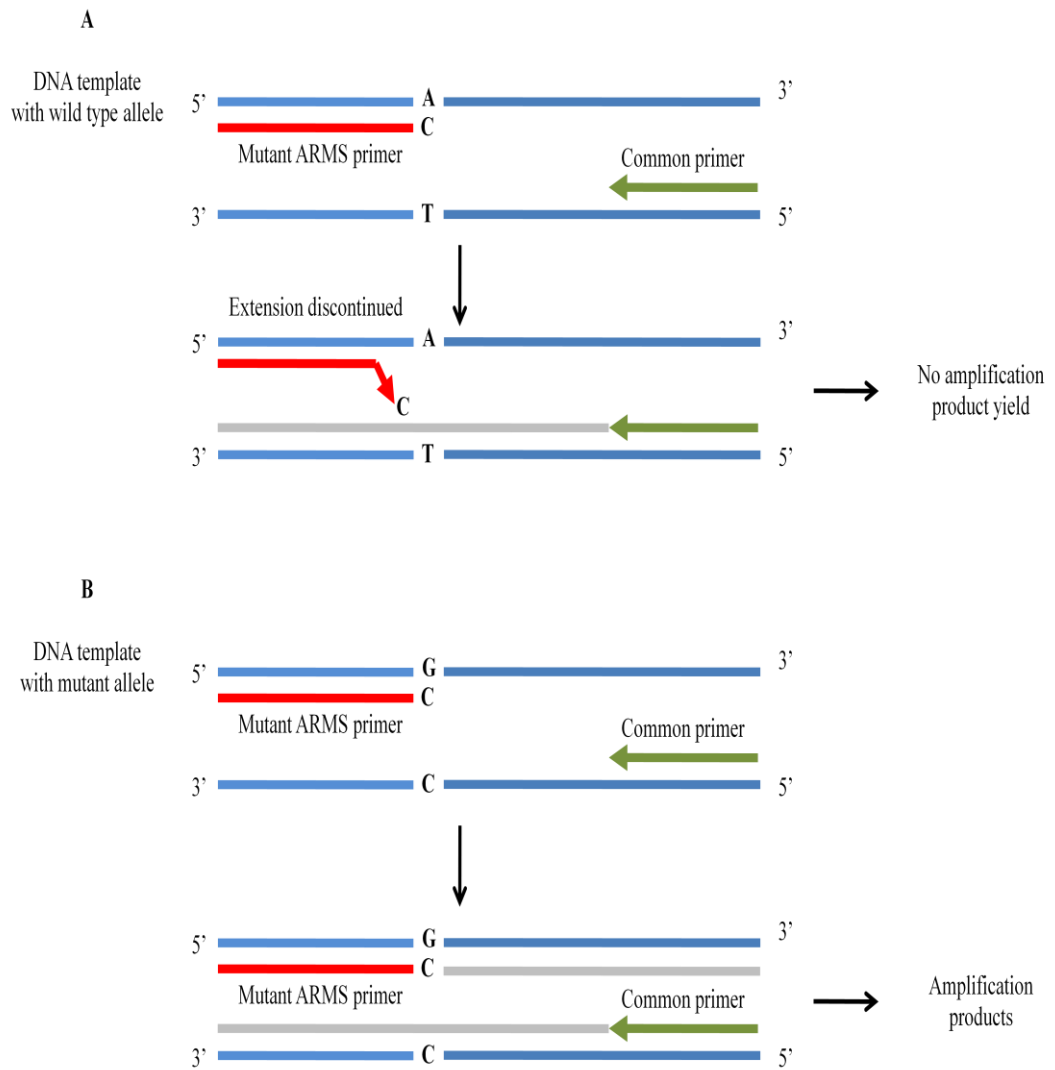 A
DNA template
with wild type allele
5’ A 3’
C
Mutant ARMS primer
Common primer
3’ T 5’
Extension discontinued
5’ A 3’
C
No amplification
product yield
3’ T 5’
B
DNA template
with mutant allele
5’ G 3’
C
Mutant ARMS primer
Common primer
3’ C 5’
5’ G 3’
C
Mutant ARMS primer
Common primer
Amplification
products
3’ C 5’